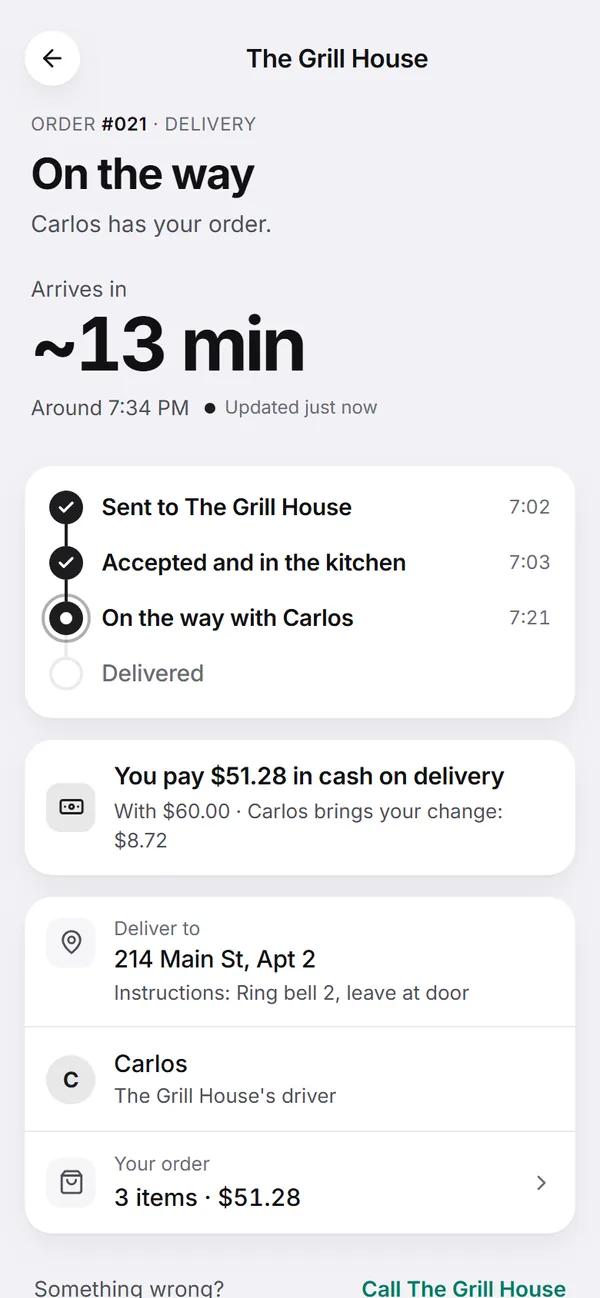 The Grill House
ORDER #021 · DELIVERY
On the way
Carlos has your order.
Arrives in
~13 min
Around 7:34 PM ● Updated just now
Sent to The Grill House 7:02
Accepted and in the kitchen 7:03
On the way with Carlos 7:21
Delivered
You pay $51.28 in cash on delivery
With $60.00 · Carlos brings your change:
$8.72
Deliver to
214 Main St, Apt 2
Instructions: Ring bell 2, leave at door
C
Carlos
The Grill House's driver
Your order
3 items · $51.28
Something wrong? Call The Grill House